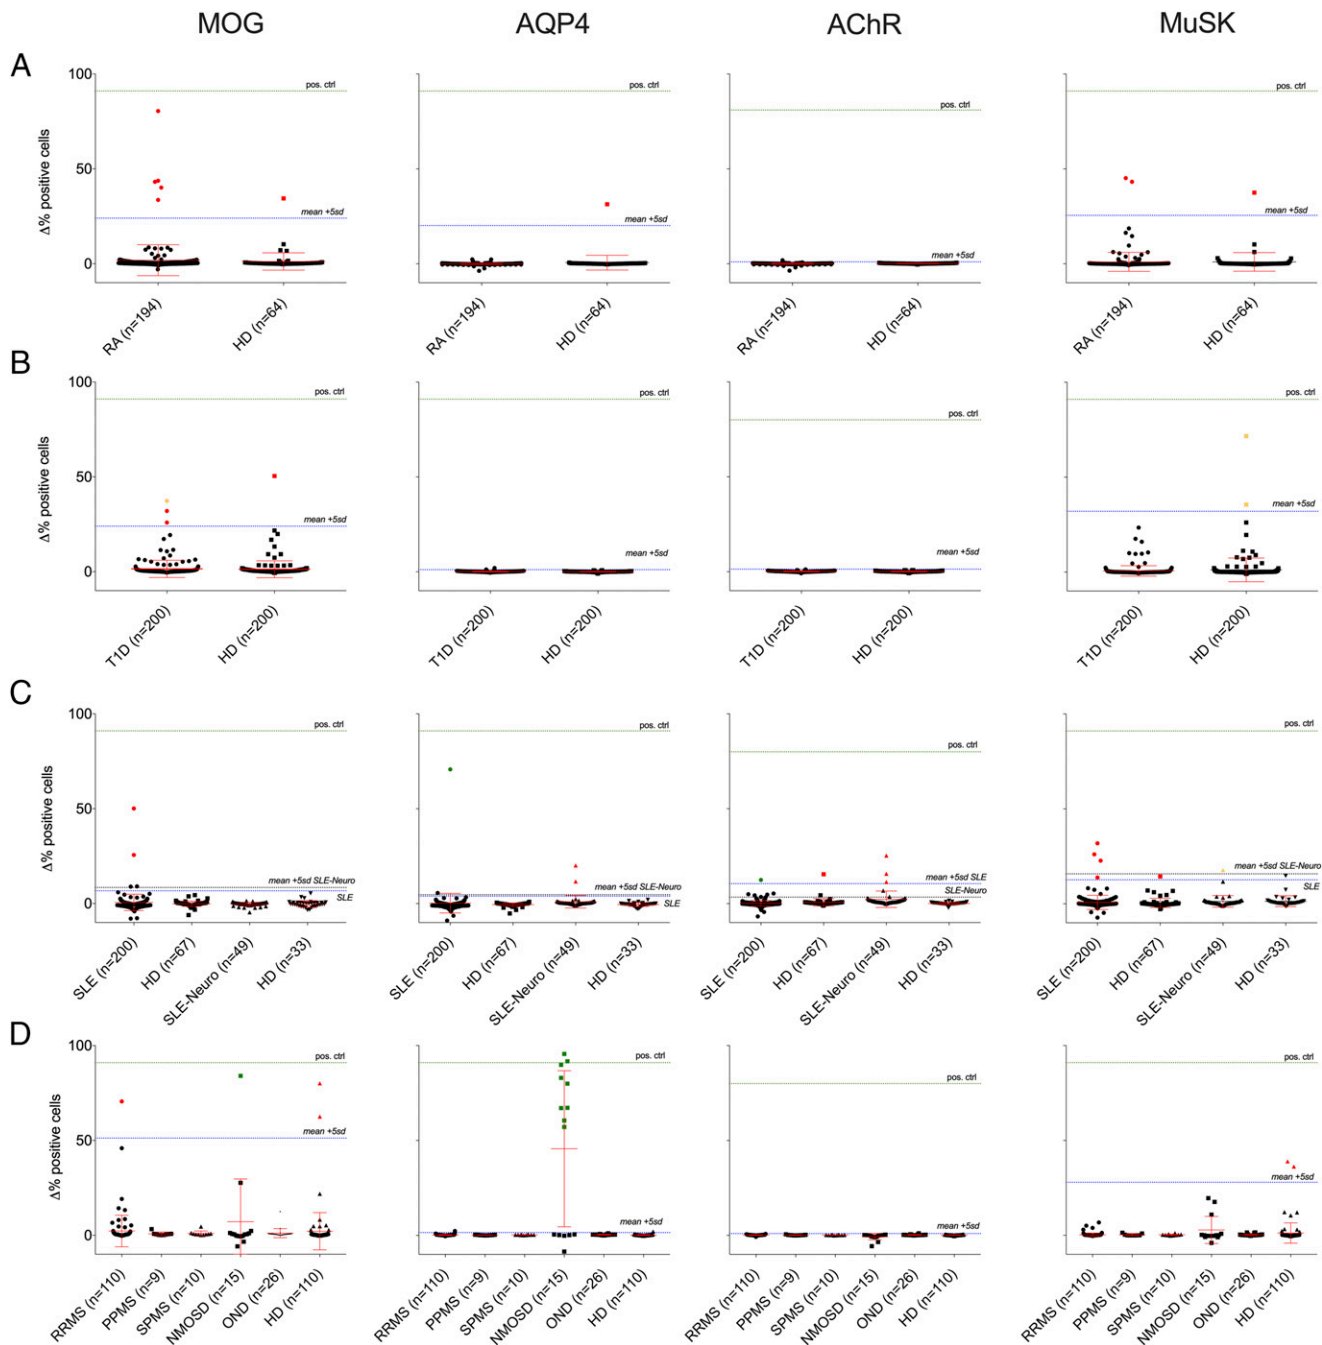 MOG AQP4 AChR MuSK
A
100 pos. ctrl pos. ctrl pos. ctrl pos. ctrl
Δ% positive cells
50
mean +5sd mean +5sd mean +5sd mean +5sd
0
RA (n=194) HD (n=64) RA (n=194) HD (n=64) RA (n=194) HD (n=64) RA (n=194) HD (n=64)
B
100 pos. ctrl pos. ctrl pos. ctrl pos. ctrl
Δ% positive cells
50
mean +5sd mean +5sd mean +5sd mean +5sd
0
T1D (n=200) HD (n=200) T1D (n=200) HD (n=200) T1D (n=200) HD (n=200) T1D (n=200) HD (n=200)
C
100 pos. ctrl pos. ctrl pos. ctrl pos. ctrl
Δ% positive cells
50
mean +5sd SLE-Neuro mean +5sd SLE-Neuro mean +5sd SLE mean +5sd SLE-Neuro
0 SLE SLE SLE-Neuro SLE
SLE (n=200) HD (n=67) SLE-Neuro (n=49) HD (n=33) SLE (n=200) HD (n=67) SLE-Neuro (n=49) HD (n=33) SLE (n=200) HD (n=67) SLE-Neuro (n=49) HD (n=33) SLE (n=200) HD (n=67) SLE-Neuro (n=49) HD (n=33)
D
100 pos. ctrl pos. ctrl pos. ctrl pos. ctrl
Δ% positive cells
50
mean +5sd mean +5sd mean +5sd mean +5sd
0
RRMS (n=110) PPMS (n=9) SPMS (n=10) NMOSD (n=15) OND (n=26) HD (n=110) RRMS (n=110) PPMS (n=9) SPMS (n=10) NMOSD (n=15) OND (n=26) HD (n=110) RRMS (n=110) PPMS (n=9) SPMS (n=10) NMOSD (n=15) OND (n=26) HD (n=110) RRMS (n=110) PPMS (n=9) SPMS (n=10) NMOSD (n=15) OND (n=26) HD (n=110)